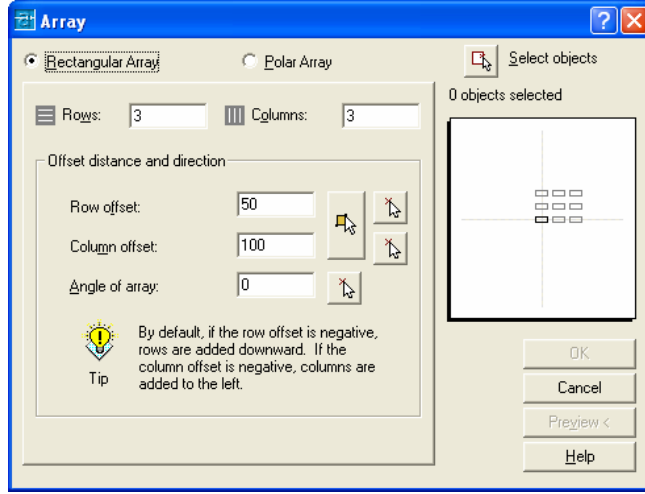 Array
Rectangular Array
Polar Array
Select objects
0 objects selected
Rows: 3
Columns: 3
Offset distance and direction
Row offset: 50
Column offset: 100
Angle of array: 0
Tip
By default, if the row offset is negative,
rows are added downward. If the
column offset is negative, columns are
added to the left.
OK
Cancel
Preview <
Help